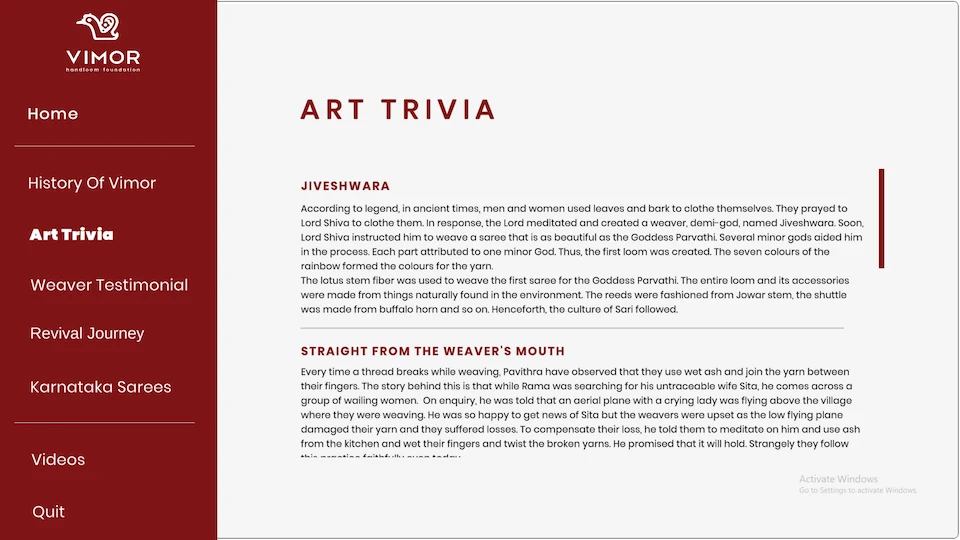 VIMOR
handloom foundation
Home
History Of Vimor
Art Trivia
Weaver Testimonial
Revival Journey
Karnataka Sarees
Videos
Quit
ART TRIVIA
JIVESHWARA
According to legend, in ancient times, men and women used leaves and bark to clothe themselves. They prayed to
Lord Shiva to clothe them. In response, the Lord meditated and created a weaver, demi-god, named Jiveshwara. Soon,
Lord Shiva instructed him to weave a saree that is as beautiful as the Goddess Parvathi. Several minor gods aided him
in the process. Each part attributed to one minor God. Thus, the first loom was created. The seven colours of the
rainbow formed the colours for the yarn.
The lotus stem fiber was used to weave the first saree for the Goddess Parvathi. The entire loom and its accessories
were made from things naturally found in the environment. The reeds were fashioned from Jowar stem, the shuttle
was made from buffalo horn and so on. Henceforth, the culture of Sari followed.
STRAIGHT FROM THE WEAVER'S MOUTH
Every time a thread breaks while weaving, Pavithra have observed that they use wet ash and join the yarn between
their fingers. The story behind this is that while Rama was searching for his untraceable wife Sita, he comes across a
group of wailing women.  On enquiry, he was told that an aerial plane with a crying lady was flying above the village
where they were weaving. He was so happy to get news of Sita but the weavers were upset as the low flying plane
damaged their yarn and they suffered losses. To compensate their loss, he told them to meditate on him and use ash
from the kitchen and wet their fingers and twist the broken yarns. He promised that it will hold. Strangely they follow
this practice faithfully even today.
Activate Windows
Go to Settings to activate Windows.